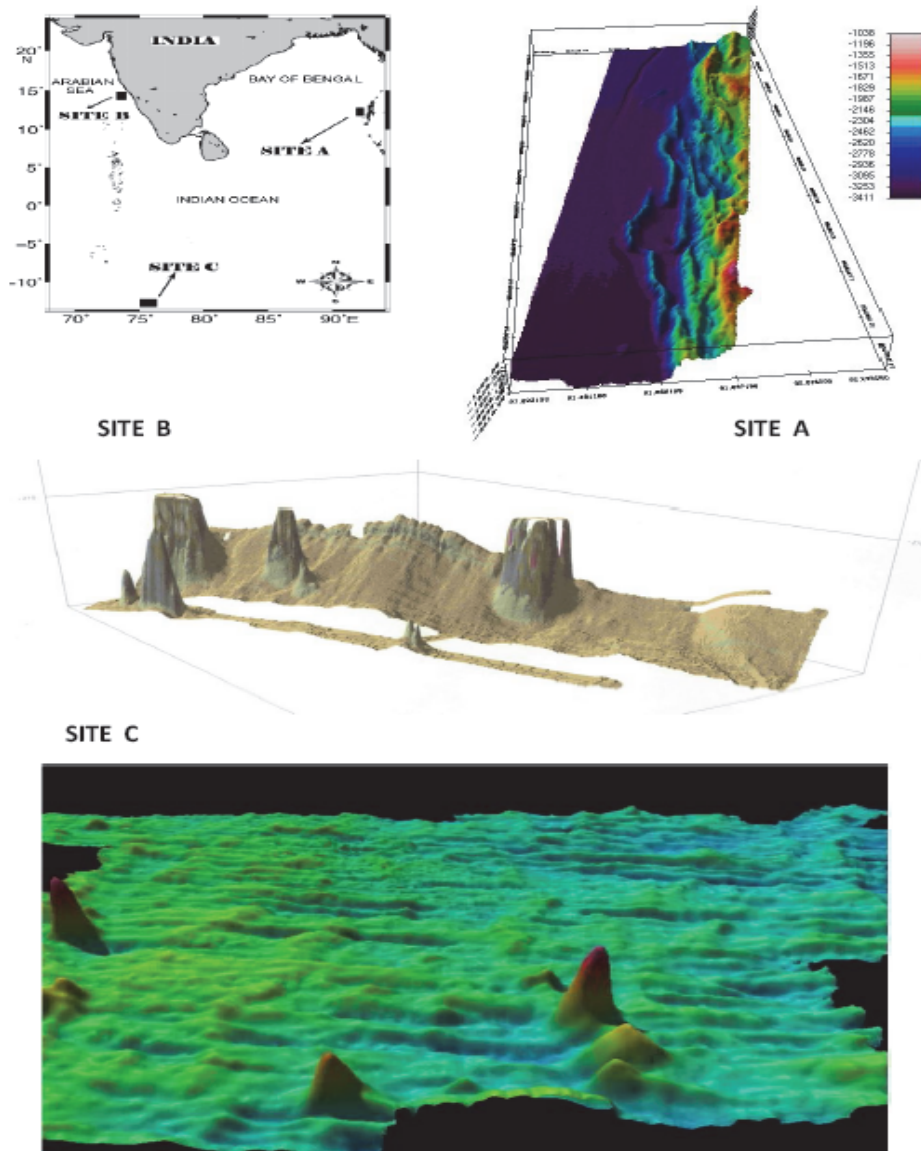 INDIA
20°
N
15°
10°
5°
0°
−5°
−10°
ARABIAN
SEA
BAY OF BENGAL
SITE B
SITE A
INDIAN OCEAN
SITE C
N
W
E
S
70°
75°
80°
85°
90°E
-1036
-1196
-1355
-1513
-1671
-1829
-1987
-2146
-2304
-2462
-2620
-2778
-2936
-3095
-3253
-3411
SITE B
SITE A
SITE C